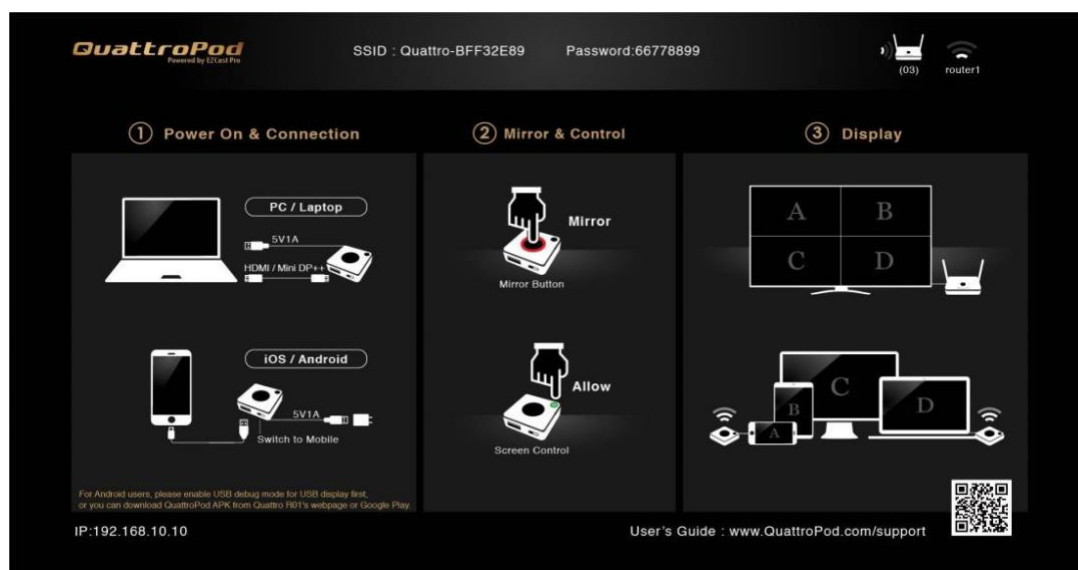 QuattroPod
Powered by EZCast Pro
SSID : Quattro-BFF32E89
Password:66778899
(03)
router1
1 Power On & Connection
PC / Laptop
5V1A
HDMI / Mini DP++
iOS / Android
5V1A
Switch to Mobile
For Android users, please enable USB debug mode for USB display first,
or you can download QuattroPod APK from Quattro R01's webpage or Google Play.
2 Mirror & Control
Mirror
Mirror Button
Allow
Screen Control
3 Display
A
B
C
D
A
B
C
D
IP:192.168.10.10
User's Guide : www.QuattroPod.com/support